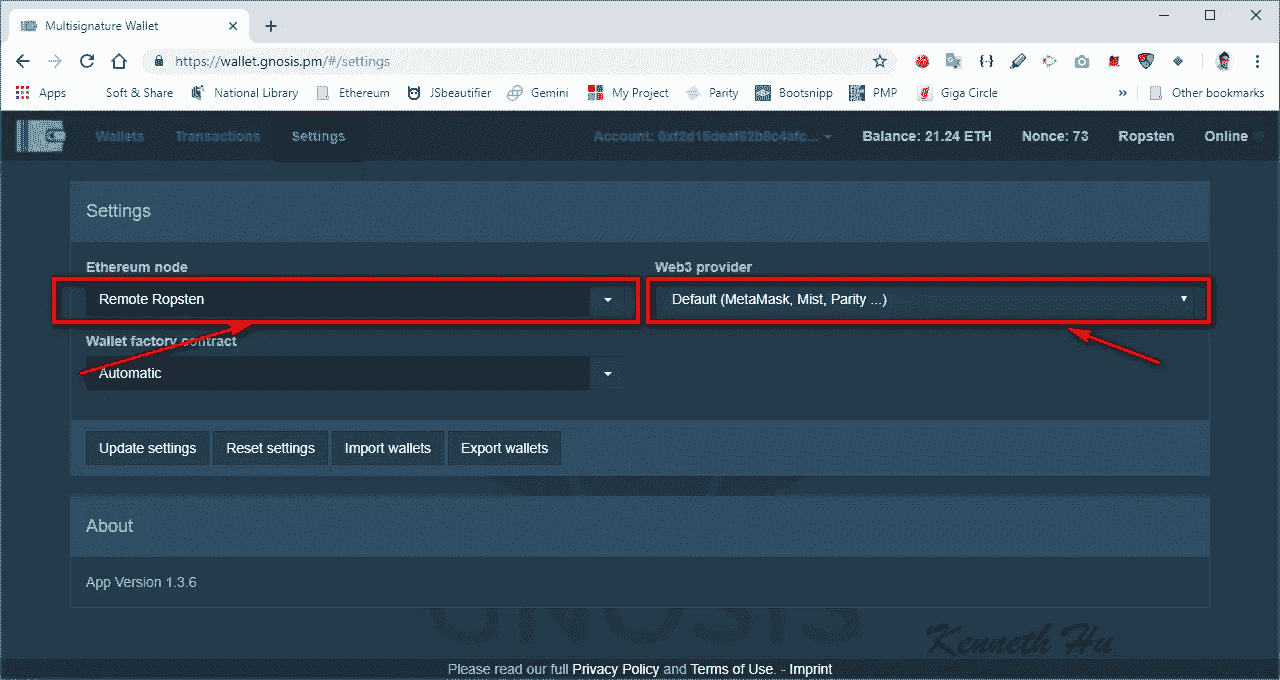 Multisignature Wallet
https://wallet.gnosis.pm/#/settings
Apps Soft & Share National Library Ethereum JSbeautifier Gemini My Project Party Bootsnipp PMP Giga Circle » Other bookmarks
Wallets Transactions Settings Account: 0xf2d15deaf62b8c4afc... Balance: 21.24 ETH Nonce: 73 Ropsten Online
Settings
Ethereum node Web3 provider
Remote Ropsten Default (MetaMask, Mist, Parity ...)
Wallet factory contract
Automatic
Update settings Reset settings Import wallets Export wallets
About
App Version 1.3.6
GNOSIS
Kenneth Hu
Please read our full Privacy Policy and Terms of Use. - Imprint